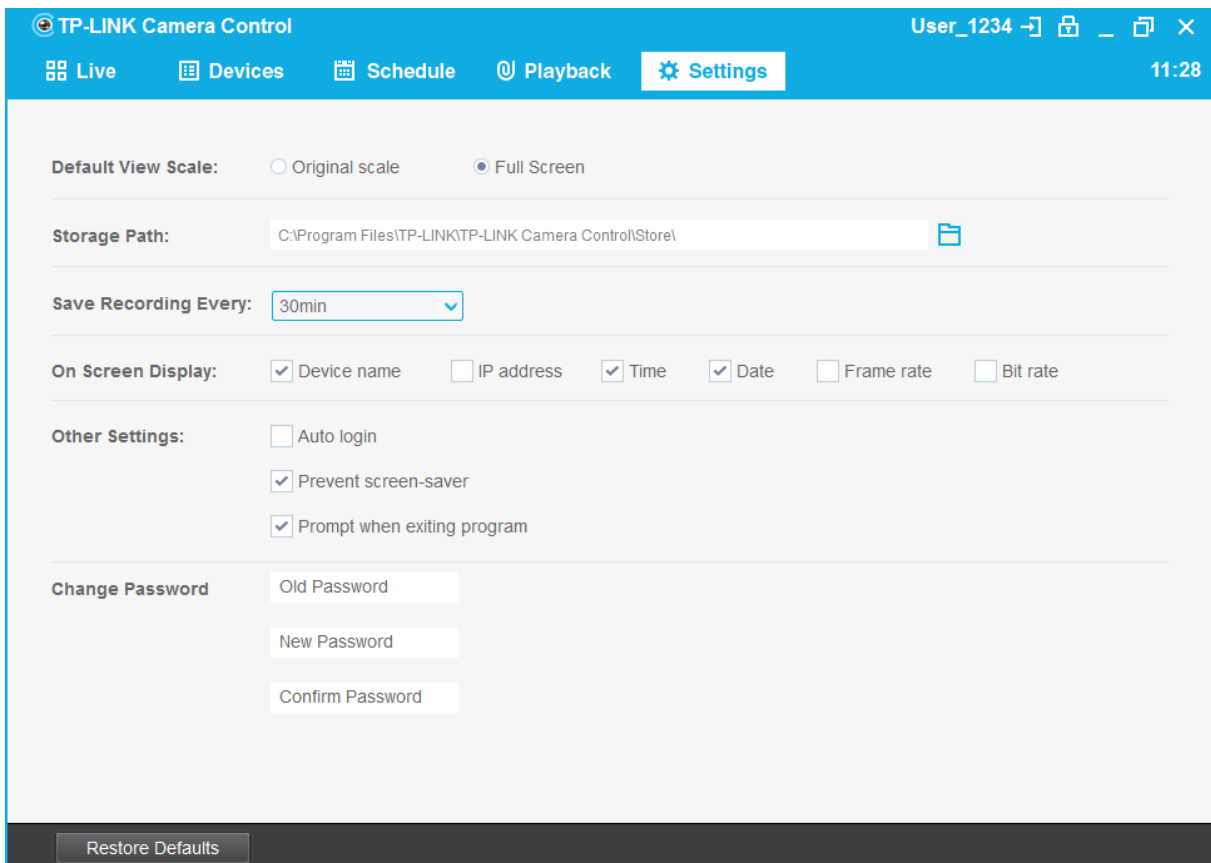 TP-LINK Camera Control User_1234
Live Devices Schedule Playback Settings 11:28
Default View Scale: Original scale Full Screen
Storage Path: C:\Program Files\TP-LINK\TP-LINK Camera Control\Store\
Save Recording Every: 30min
On Screen Display: Device name IP address Time Date Frame rate Bit rate
Other Settings: Auto login
Prevent screen-saver
Prompt when exiting program
Change Password Old Password
New Password
Confirm Password
Restore Defaults